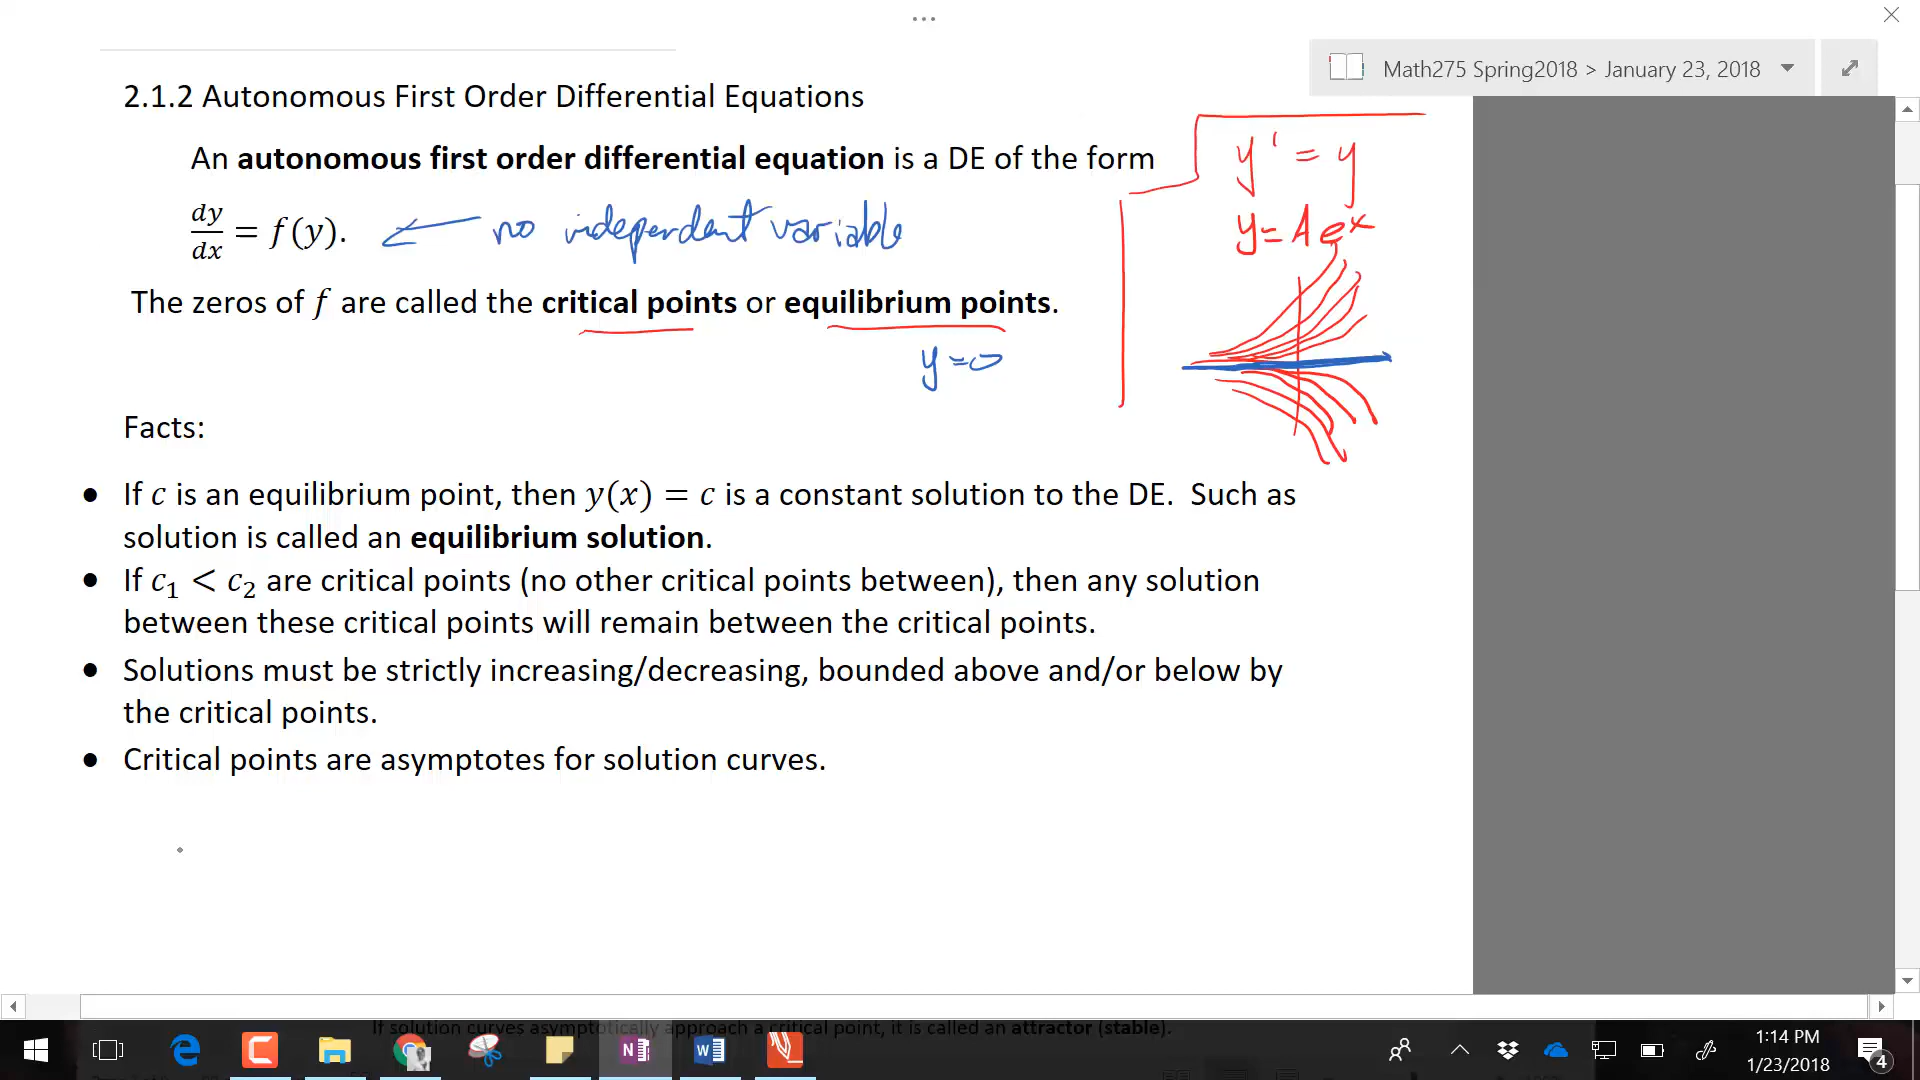 ...
Math275 Spring2018 > January 23, 2018
2.1.2 Autonomous First Order Differential Equations
An autonomous first order differential equation is a DE of the form
dy/dx = f(y).
← no independent variable
y' = y
y = A e^x
The zeros of f are called the critical points or equilibrium points.
y = 0
Facts:
● If c is an equilibrium point, then y(x) = c is a constant solution to the DE. Such as
solution is called an equilibrium solution.
● If c₁ < c₂ are critical points (no other critical points between), then any solution
between these critical points will remain between the critical points.
● Solutions must be strictly increasing/decreasing, bounded above and/or below by
the critical points.
● Critical points are asymptotes for solution curves.
If solution curves asymptotically approach a critical point, it is called an attractor (stable).
1:14 PM
1/23/2018
4